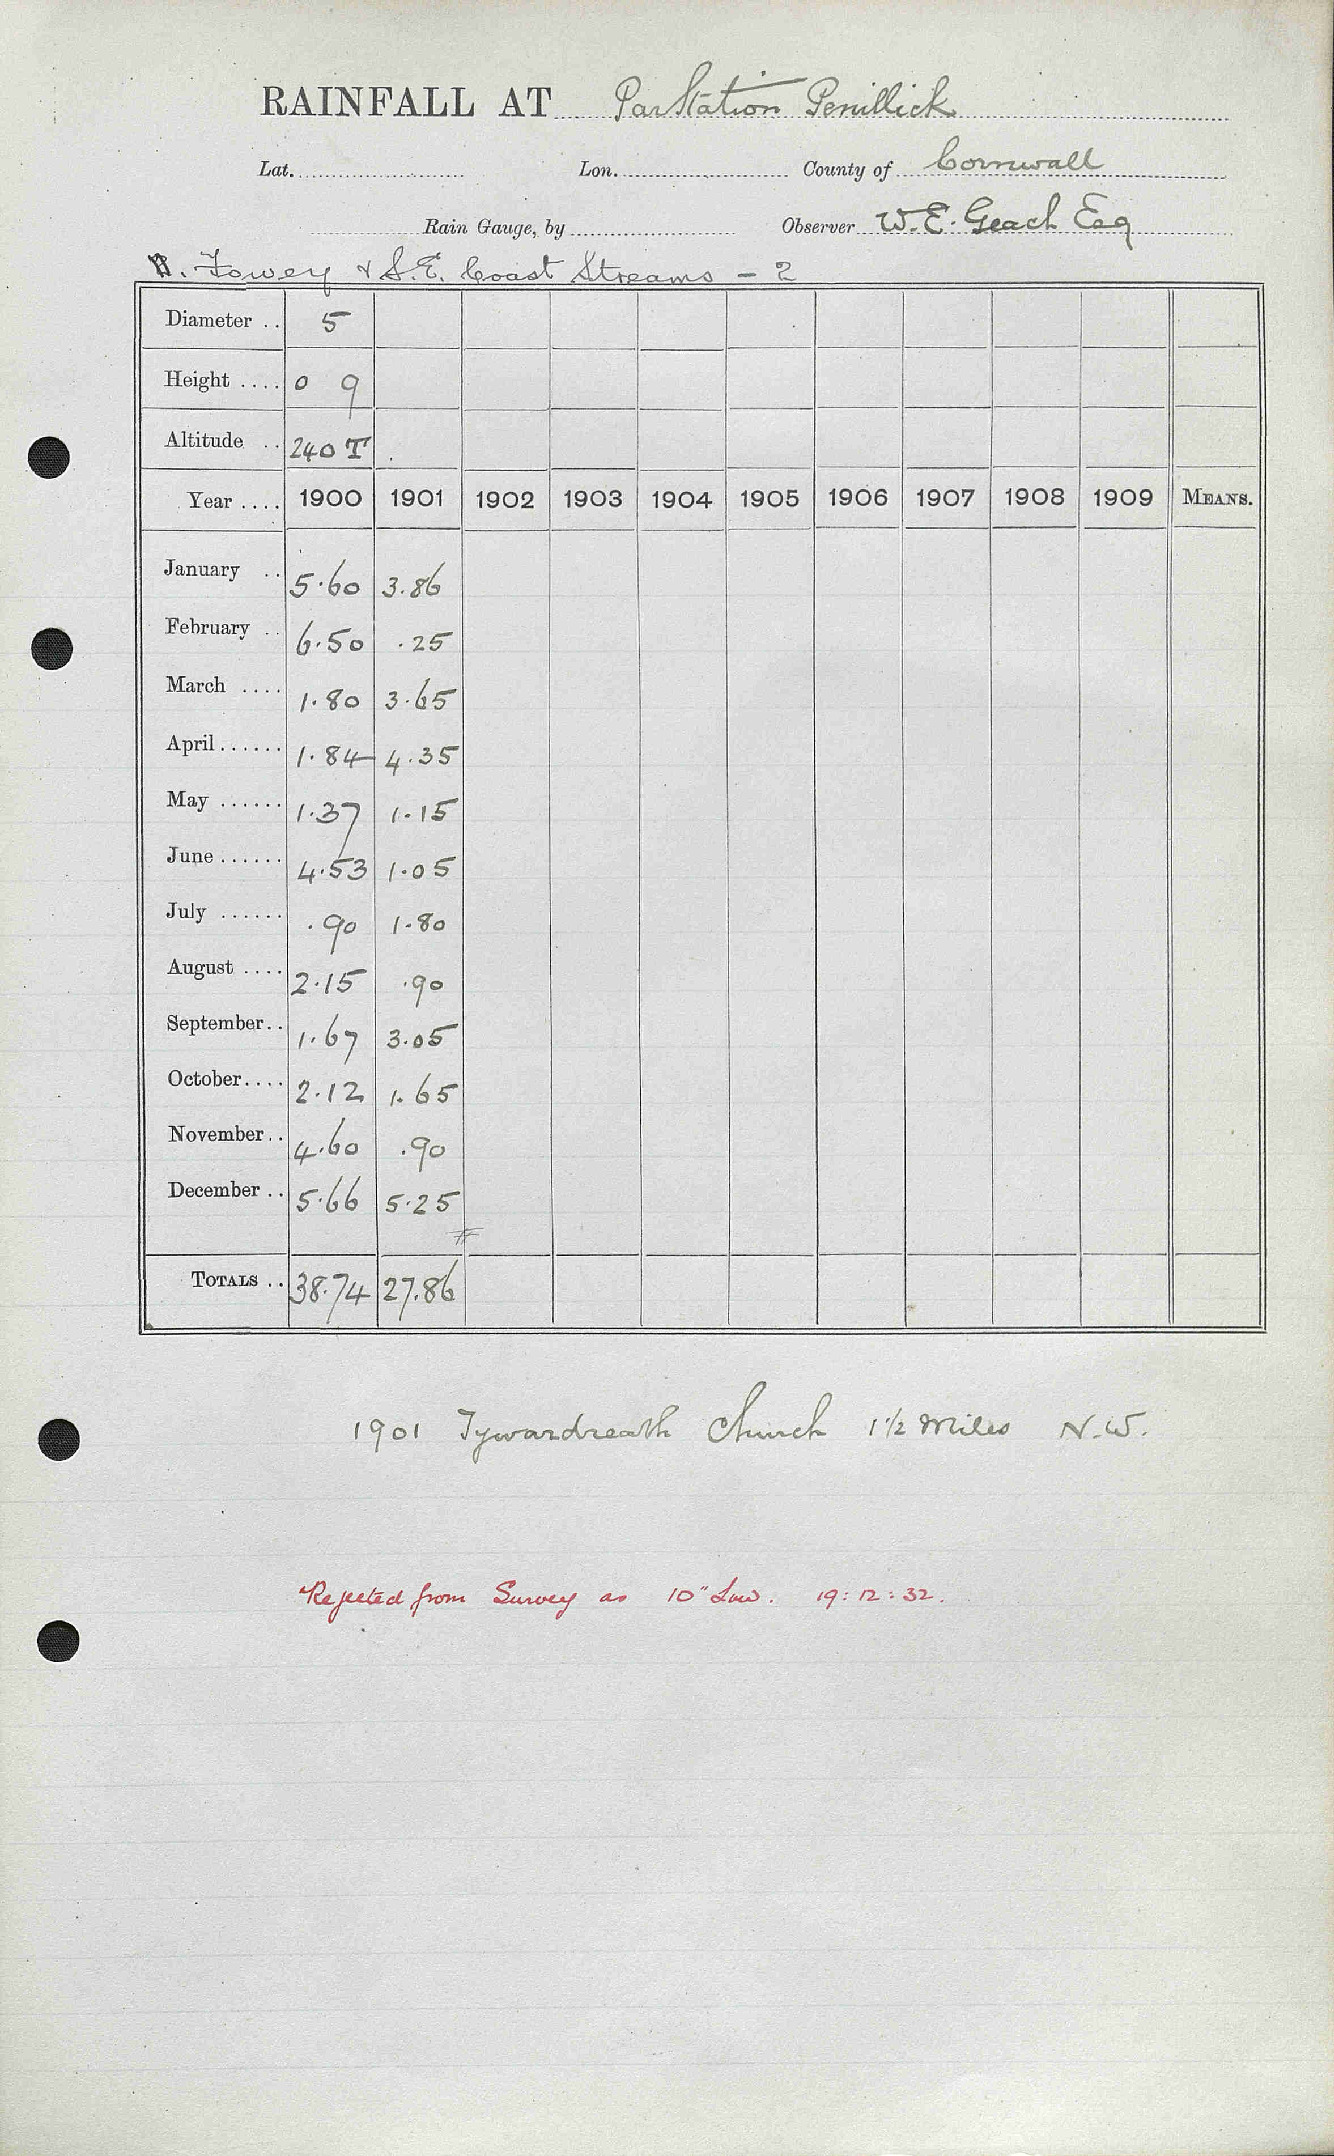 RAINFALL AT Par Station Penillick
Lat. Lon. County of Cornwall
Rain Gauge, by Observer W. E. Geach Esq
Fowey & S.E. Coast Streams - 2
Diameter .. 5
Height .... 0 9
Altitude .. 240 T
Year .... 1900 1901 1902 1903 1904 1905 1906 1907 1908 1909 MEANS.
January .. 5.60 3.86
February .. 6.50 .25
March .... 1.80 3.65
April ...... 1.84 4.35
May ...... 1.37 1.15
June ...... 4.53 1.05
July ...... .90 1.80
August .... 2.15 .90
September .. 1.67 3.05
October .... 2.12 1.65
November .. 4.60 .90
December .. 5.66 5.25
TOTALS .. 38.74 27.86
1901 Tywardreath Church 1½ Miles N.W.
Rejected from Survey as 10" Low. 19:12:32.